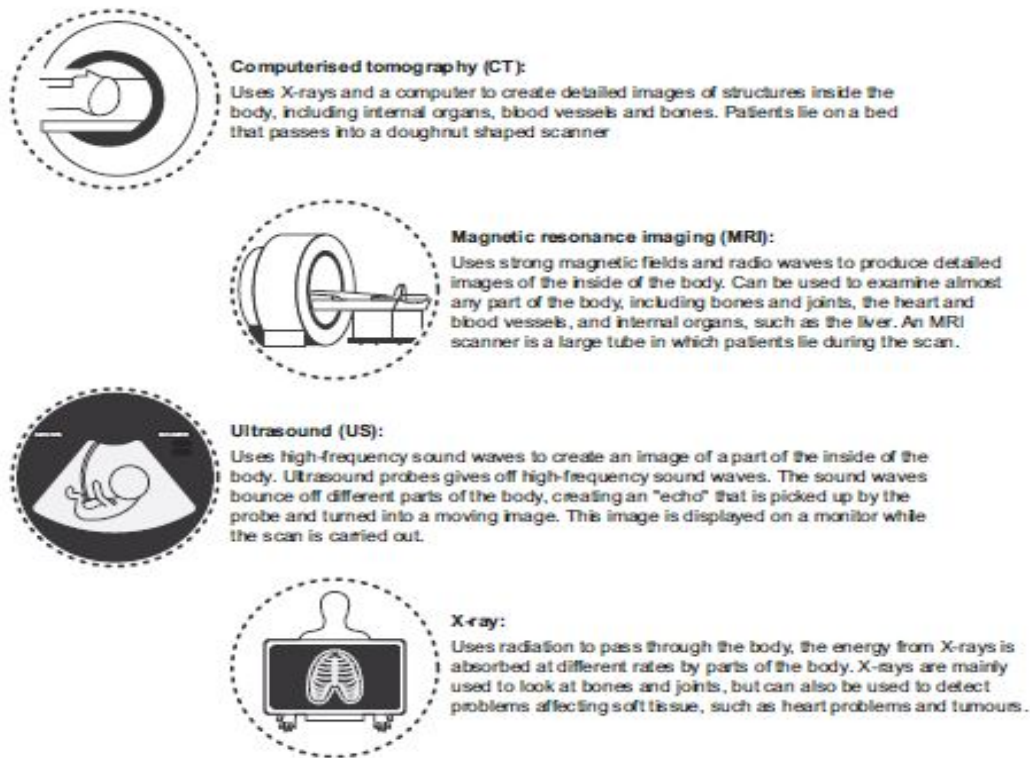 Computerised tomography (CT):
Uses X-rays and a computer to create detailed images of structures inside the
body, including internal organs, blood vessels and bones. Patients lie on a bed
that passes into a doughnut shaped scanner
Magnetic resonance imaging (MRI):
Uses strong magnetic fields and radio waves to produce detailed
images of the inside of the body. Can be used to examine almost
any part of the body, including bones and joints, the heart and
blood vessels, and internal organs, such as the liver. An MRI
scanner is a large tube in which patients lie during the scan.
Ultrasound (US):
Uses high-frequency sound waves to create an image of a part of the inside of the
body. Ultrasound probes gives off high-frequency sound waves. The sound waves
bounce off different parts of the body, creating an "echo" that is picked up by the
probe and turned into a moving image. This image is displayed on a monitor while
the scan is carried out.
X-ray:
Uses radiation to pass through the body, the energy from X-rays is
absorbed at different rates by parts of the body. X-rays are mainly
used to look at bones and joints, but can also be used to detect
problems affecting soft tissue, such as heart problems and tumours.